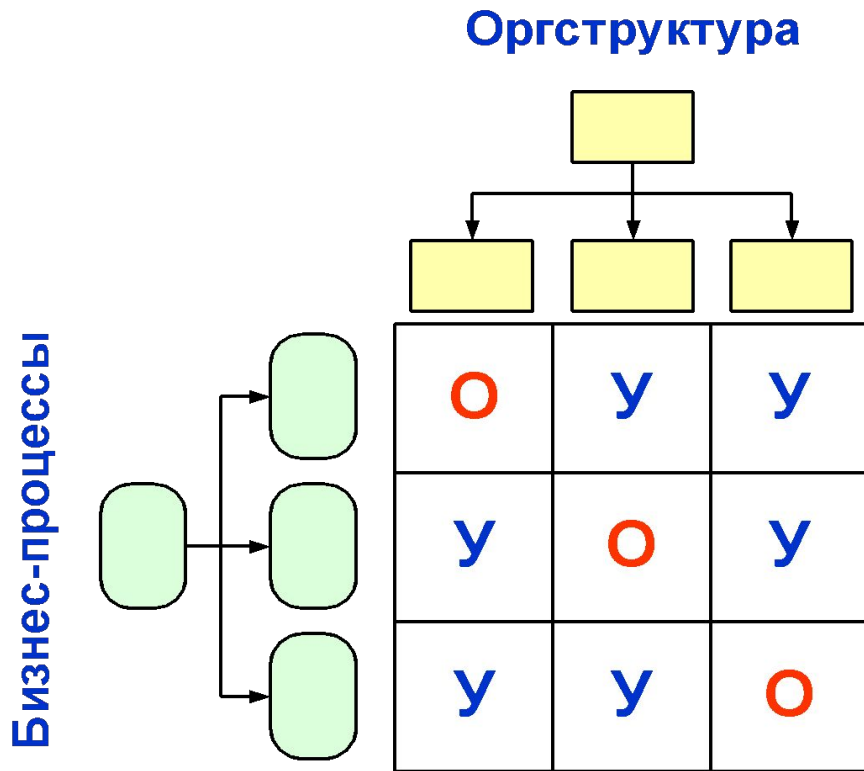 Оргструктура
Бизнес-процессы
О У У
У О У
У У О